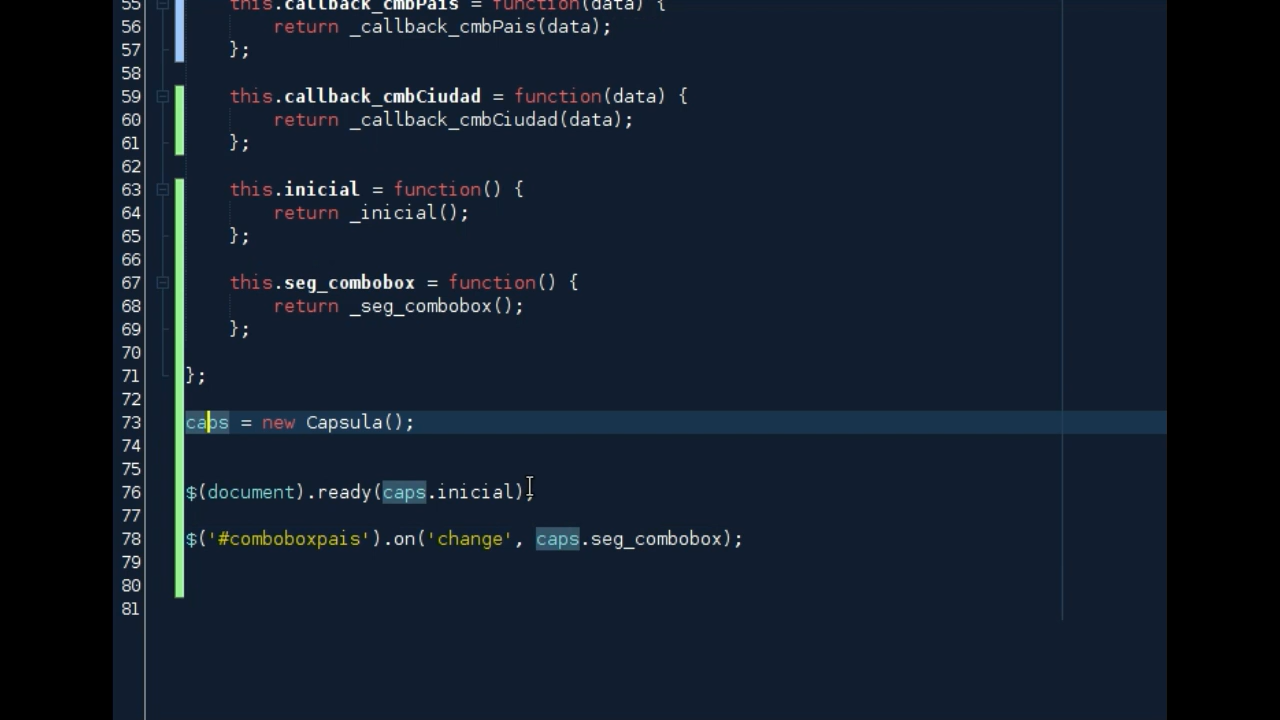 55 this.callback_cmbPais = function(data) {
56 return _callback_cmbPais(data);
57 };
58
59 this.callback_cmbCiudad = function(data) {
60 return _callback_cmbCiudad(data);
61 };
62
63 this.inicial = function() {
64 return _inicial();
65 };
66
67 this.seg_combobox = function() {
68 return _seg_combobox();
69 };
70
71 };
72
73 caps = new Capsula();
74
75
76 $(document).ready(caps.inicial);
77
78 $('#comboboxpais').on('change', caps.seg_combobox);
79
80
81